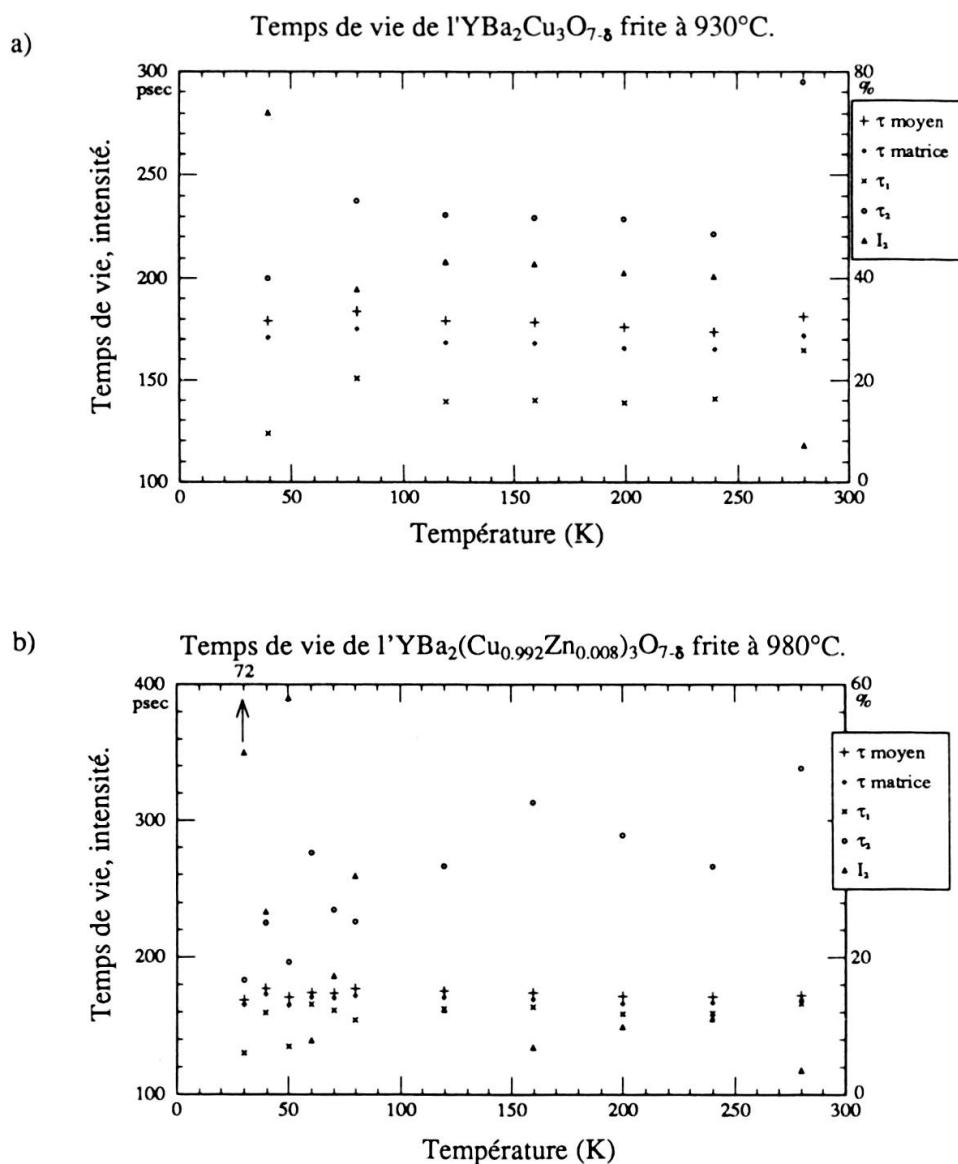 a)
Temps de vie de l'YBa₂Cu₃O₇₋δ frite à 930°C.
300
psec
250
200
150
100
Temps de vie, intensité.
80
%
40
20
0
τ moyen
τ matrice
τ₁
τ₂
I₂
0 50 100 150 200 250 300
Température (K)
b)
Temps de vie de l'YBa₂(Cu₀.₉₉₂Zn₀.₀₀₈)₃O₇₋δ frite à 980°C.
72
400
psec
300
200
100
Temps de vie, intensité.
60
%
20
0
τ moyen
τ matrice
τ₁
τ₂
I₂
0 50 100 150 200 250 300
Température (K)